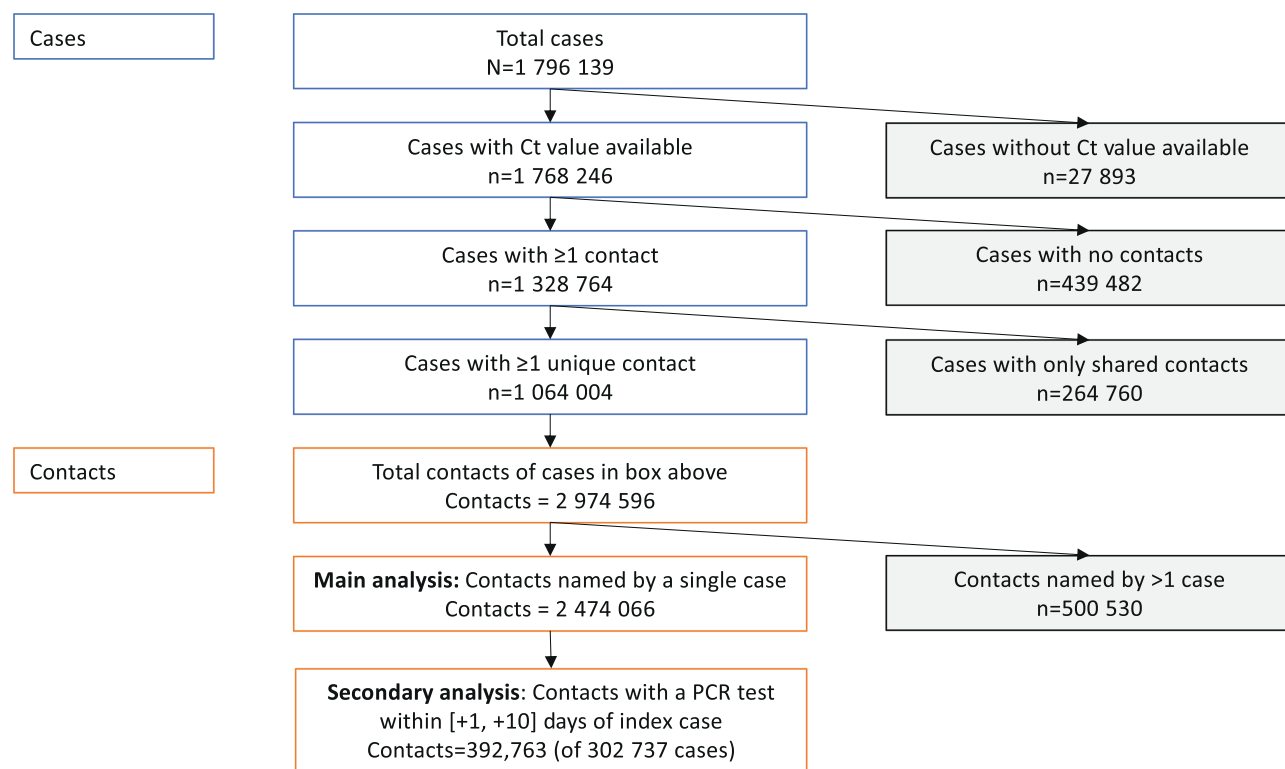 Cases
Total cases
N=1 796 139
Cases with Ct value available
n=1 768 246
Cases without Ct value available
n=27 893
Cases with ≥1 contact
n=1 328 764
Cases with no contacts
n=439 482
Cases with ≥1 unique contact
n=1 064 004
Cases with only shared contacts
n=264 760
Contacts
Total contacts of cases in box above
Contacts = 2 974 596
Main analysis: Contacts named by a single case
Contacts = 2 474 066
Contacts named by >1 case
n=500 530
Secondary analysis: Contacts with a PCR test
within [+1, +10] days of index case
Contacts=392,763 (of 302 737 cases)